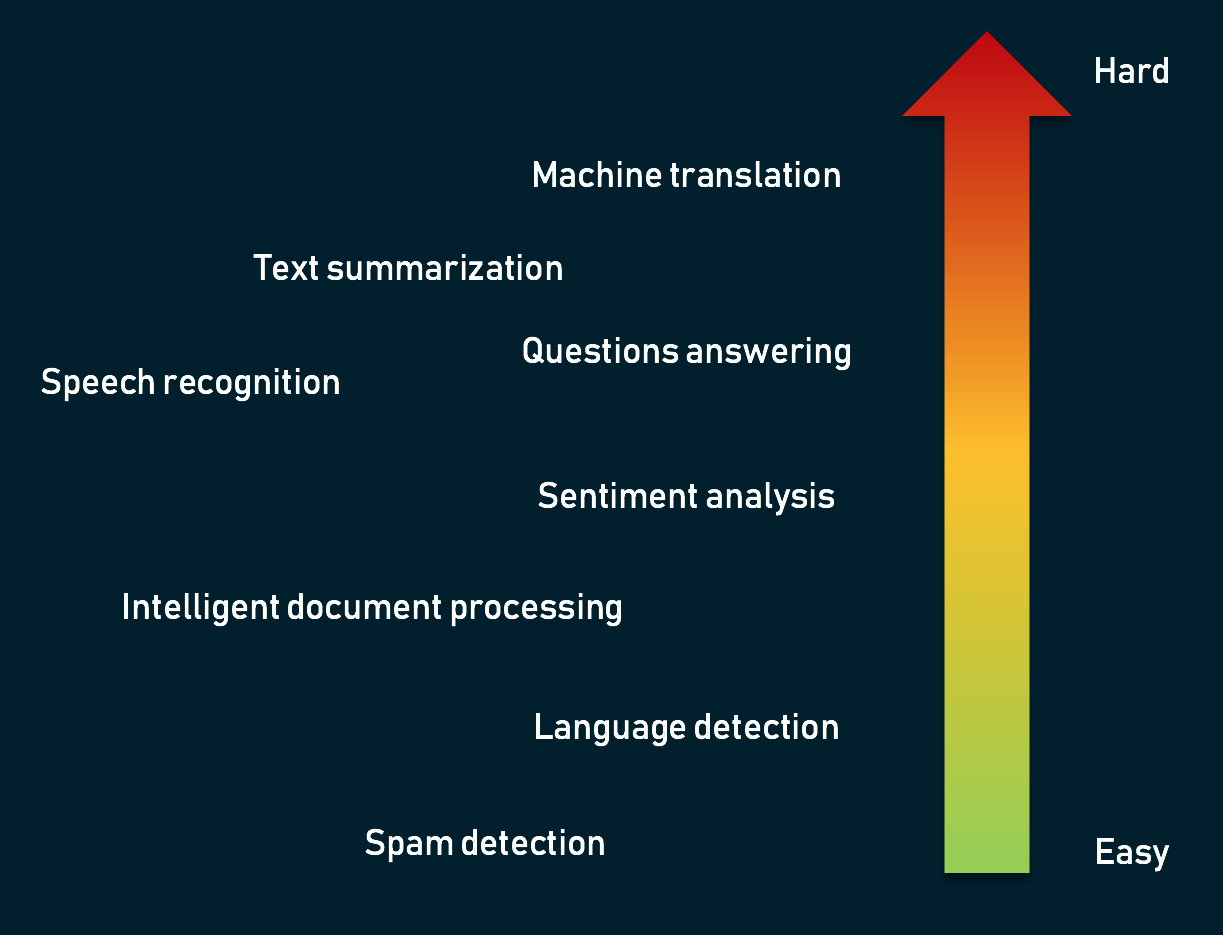 Hard
Machine translation
Text summarization
Questions answering
Speech recognition
Sentiment analysis
Intelligent document processing
Language detection
Spam detection
Easy